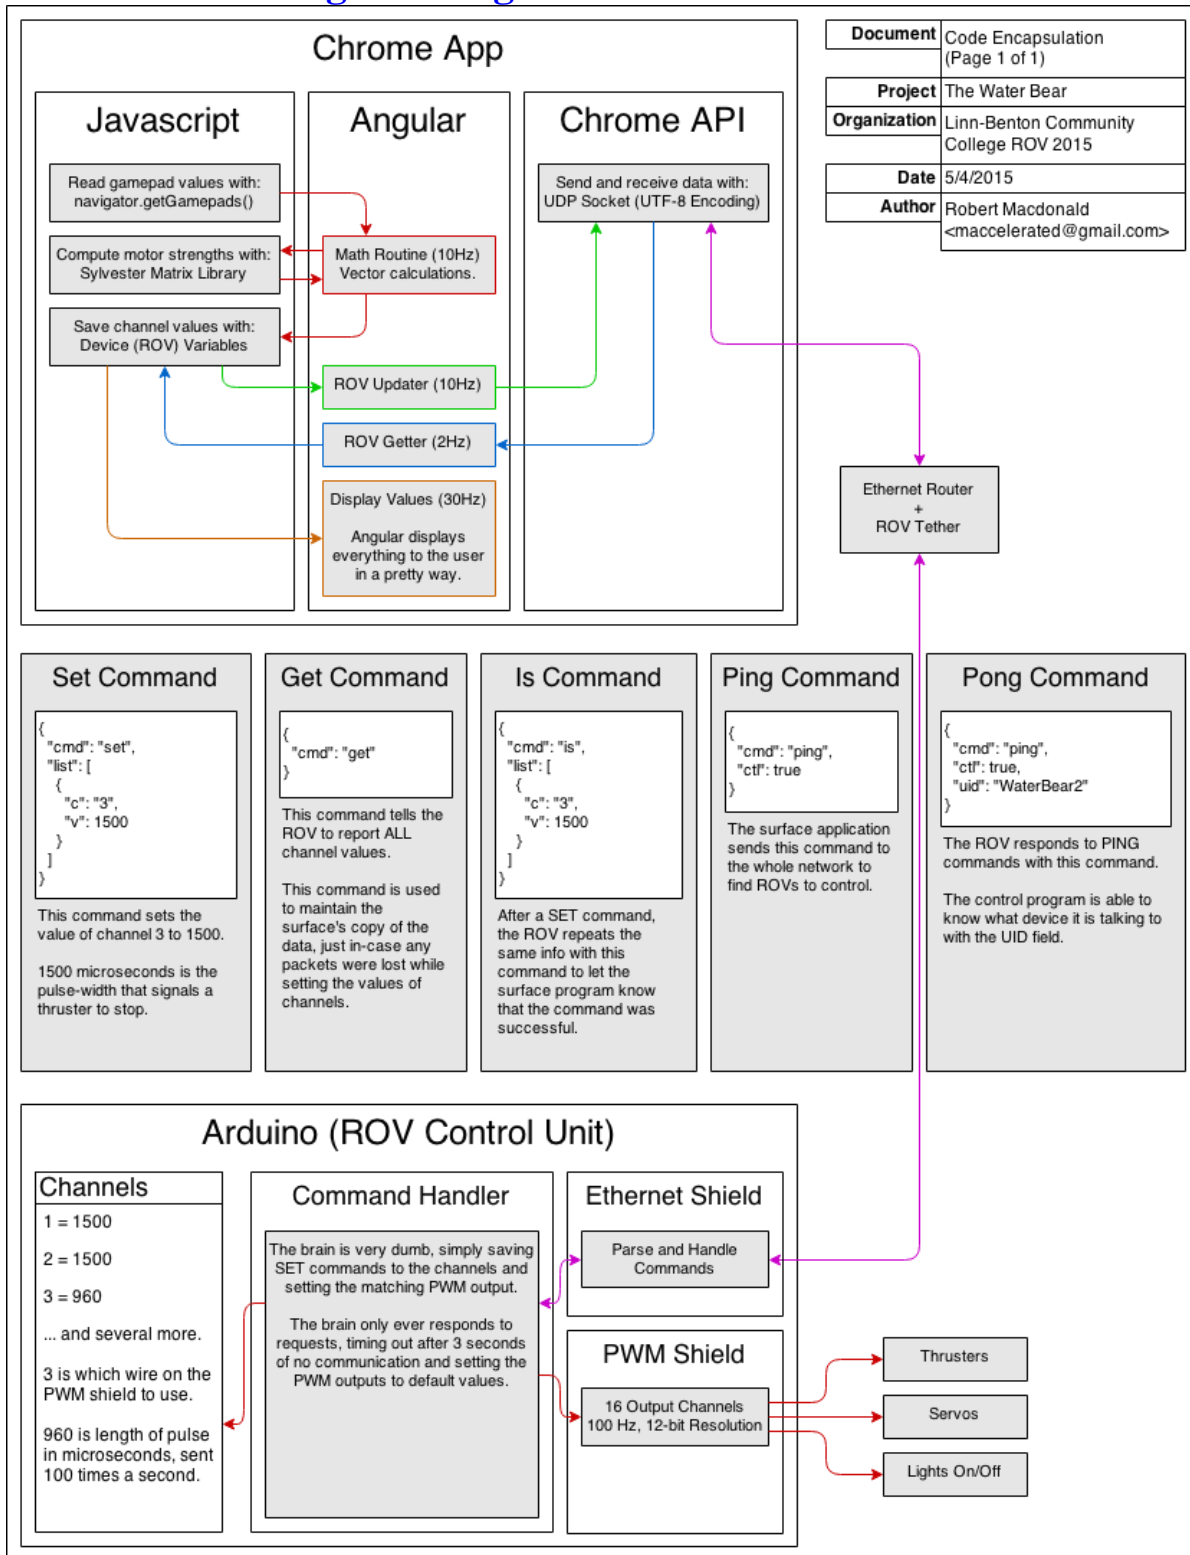 Chrome App
Document
Code Encapsulation
(Page 1 of 1)
Project
The Water Bear
Organization
Linn-Benton Community
College ROV 2015
Date
5/4/2015
Author
Robert Macdonald
<maccelerated@gmail.com>
Javascript
Read gamepad values with:
navigator.getGamepads()
Compute motor strengths with:
Sylvester Matrix Library
Save channel values with:
Device (ROV) Variables
Angular
Math Routine (10Hz)
Vector calculations.
ROV Updater (10Hz)
ROV Getter (2Hz)
Display Values (30Hz)
Angular displays
everything to the user
in a pretty way.
Chrome API
Send and receive data with:
UDP Socket (UTF-8 Encoding)
Ethernet Router
+
ROV Tether
Set Command
{
"cmd": "set",
"list": [
{
"c": "3",
"v": 1500
}
]
}
This command sets the
value of channel 3 to 1500.
1500 microseconds is the
pulse-width that signals a
thruster to stop.
Get Command
{
"cmd": "get"
}
This command tells the
ROV to report ALL
channel values.
This command is used
to maintain the
surface's copy of the
data, just in-case any
packets were lost while
setting the values of
channels.
Is Command
{
"cmd": "is",
"list": [
{
"c": "3",
"v": 1500
}
]
}
After a SET command,
the ROV repeats the
same info with this
command to let the
surface program know
that the command was
successful.
Ping Command
{
"cmd": "ping",
"ctl": true
}
The surface application
sends this command to
the whole network to
find ROVs to control.
Pong Command
{
"cmd": "ping",
"ctl": true,
"uid": "WaterBear2"
}
The ROV responds to PING
commands with this command.
The control program is able to
know what device it is talking to
with the UID field.
Arduino (ROV Control Unit)
Channels
1 = 1500
2 = 1500
3 = 960
... and several more.
3 is which wire on the
PWM shield to use.
960 is length of pulse
in microseconds, sent
100 times a second.
Command Handler
The brain is very dumb, simply saving
SET commands to the channels and
setting the matching PWM output.
The brain only ever responds to
requests, timing out after 3 seconds
of no communication and setting the
PWM outputs to default values.
Ethernet Shield
Parse and Handle
Commands
PWM Shield
16 Output Channels
100 Hz, 12-bit Resolution
Thrusters
Servos
Lights On/Off